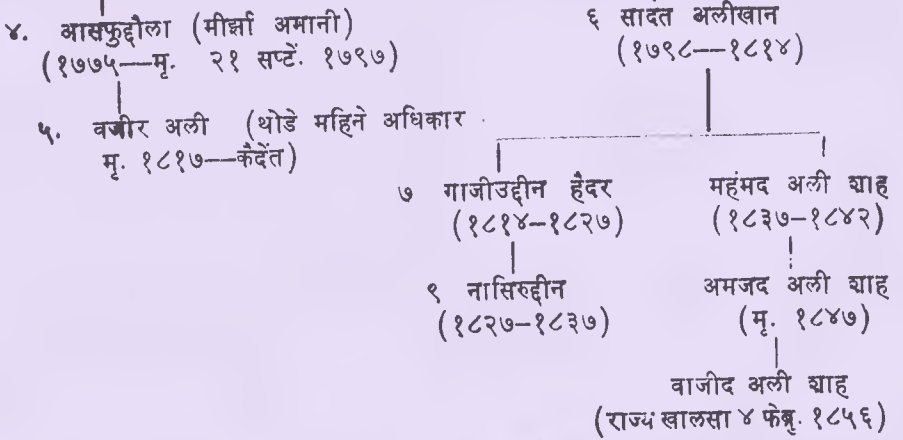 ४. आसफुद्दौला (मीर्झा अमानी)
(१७७५—मृ. २१ सप्टें. १७९७)
५. वजीर अली (थोडे महिने अधिकार
मृ. १८१७—कैदेंत)
६ सादत अलीखान
(१७९८—१८१४)
७ गाजीउद्दीन हैदर
(१८१४–१८२७)
९ नासिरुद्दीन
(१८२७–१८३७)
महंमद अली शाह
(१८३७–१८४२)
अमजद अली शाह
(मृ. १८४७)
वाजीद अली शाह
(राज्य खालसा ४ फेब्रु. १८५६)